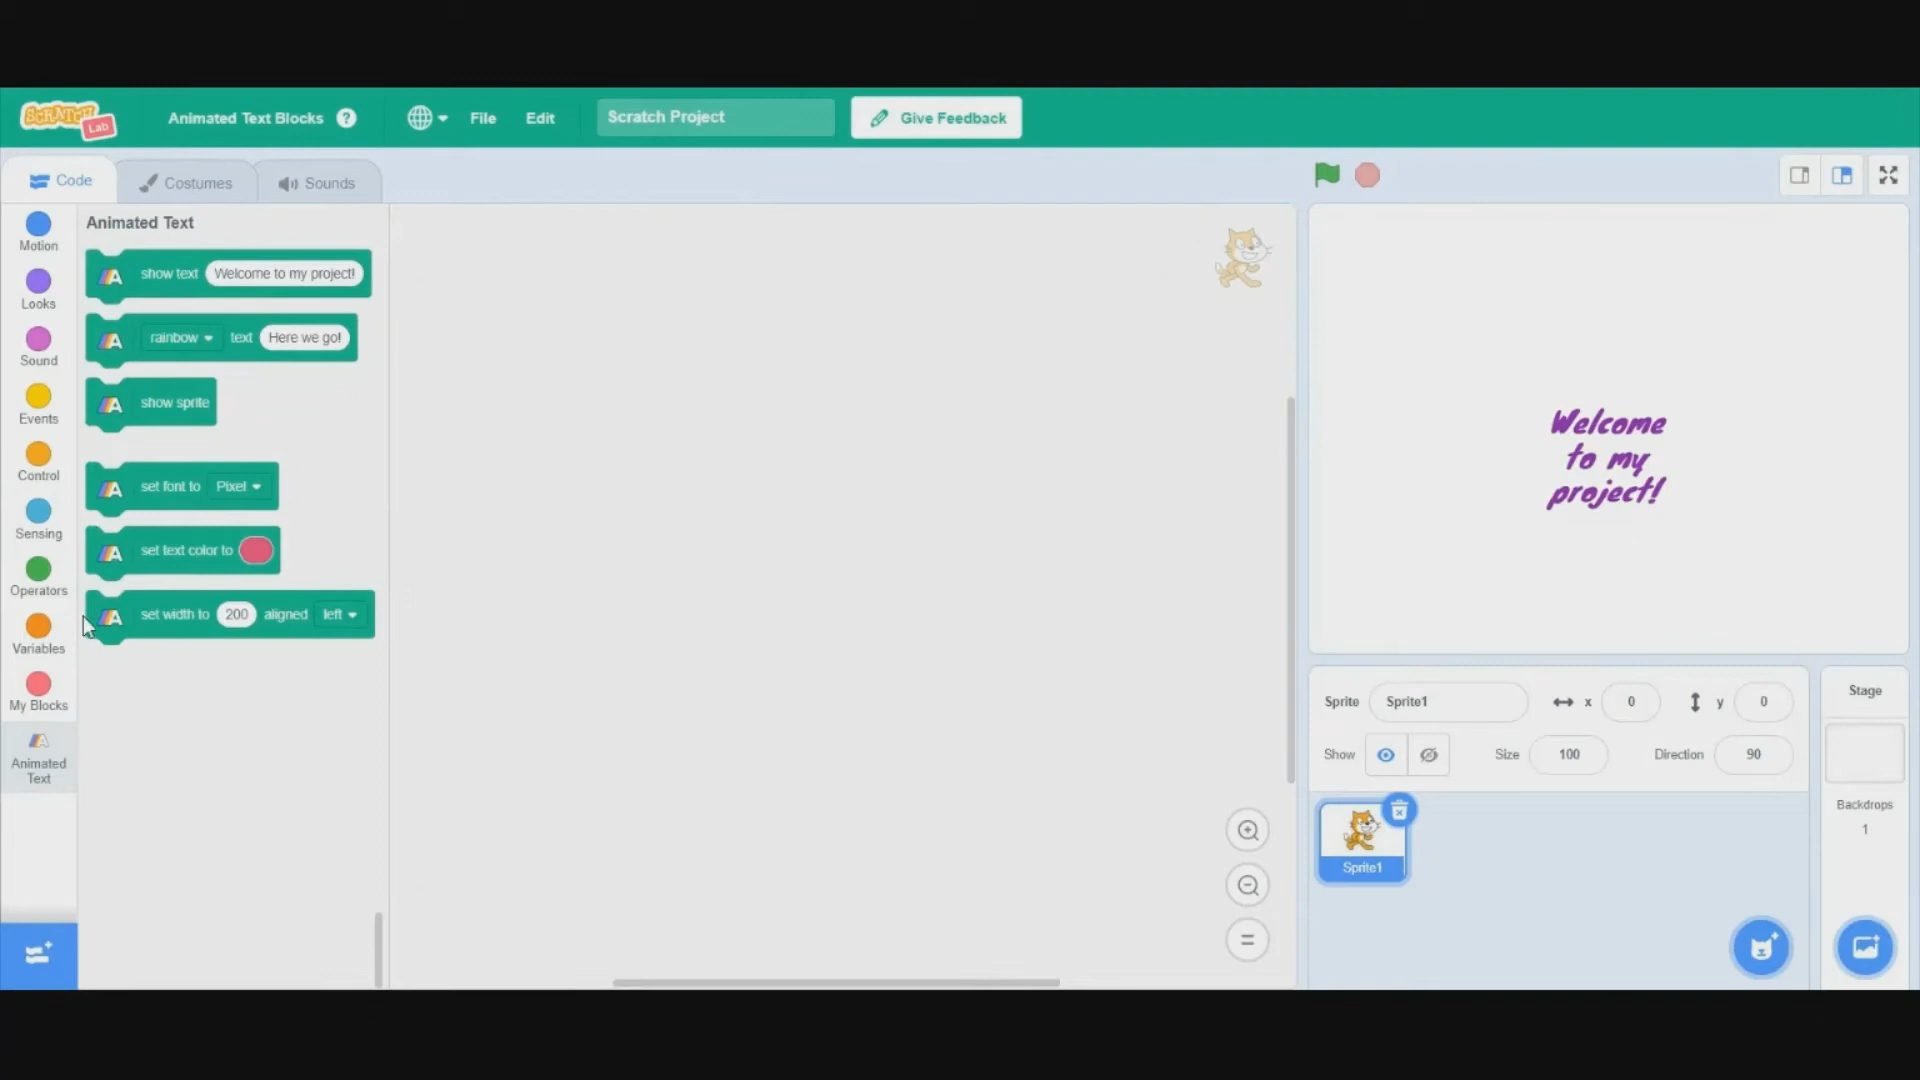 SCRATCH Lab
Animated Text Blocks ?
File
Edit
Scratch Project
Give Feedback
Code
Costumes
Sounds
Motion
Looks
Sound
Events
Control
Sensing
Operators
Variables
My Blocks
Animated
Text
Animated Text
A show text Welcome to my project!
A rainbow text Here we go!
A show sprite
A set font to Pixel
A set text color to
A set width to 200 aligned left
Welcome
to my
project!
Sprite Sprite1 x 0 y 0
Show Size 100 Direction 90
Sprite1
Stage
Backdrops
1